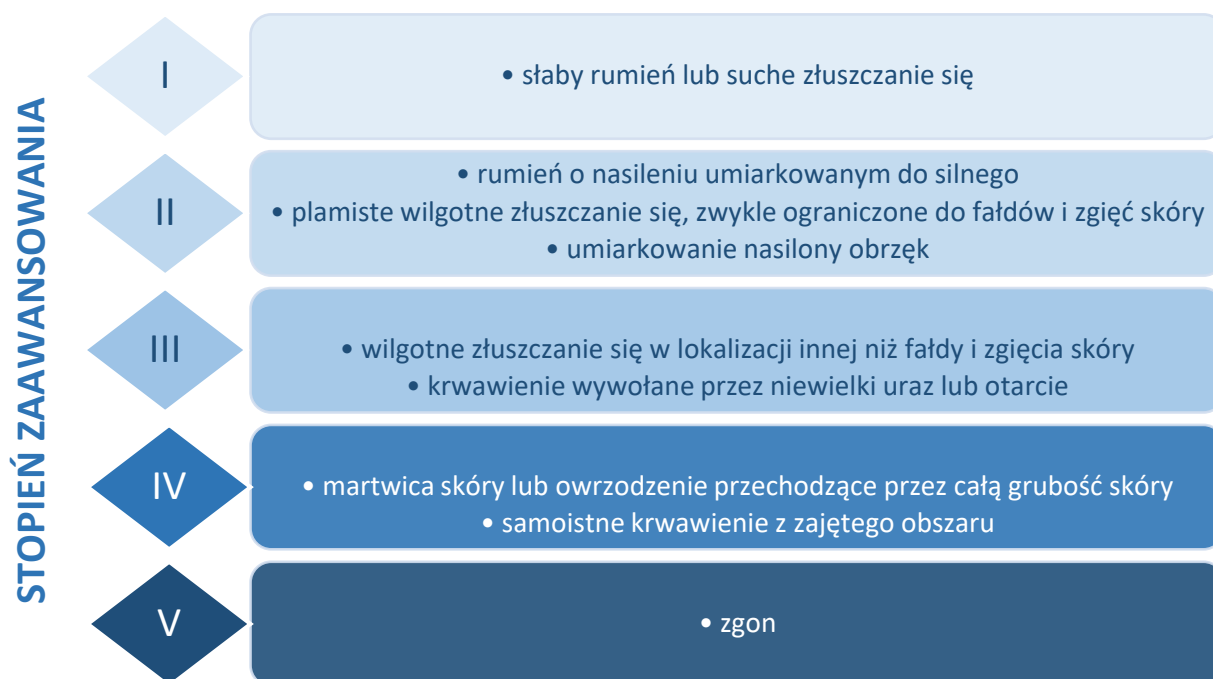 STOPIEŃ ZAAWANSOWANIA
I
• słaby rumień lub suche złuszczanie się
II
• rumień o nasileniu umiarkowanym do silnego
• plamiste wilgotne złuszczanie się, zwykle ograniczone do fałdów i zgięć skóry
• umiarkowanie nasilony obrzęk
III
• wilgotne złuszczanie się w lokalizacji innej niż fałdy i zgięcia skóry
• krwawienie wywołane przez niewielki uraz lub otarcie
IV
• martwica skóry lub owrzodzenie przechodzące przez całą grubość skóry
• samoistne krwawienie z zajętego obszaru
V
• zgon